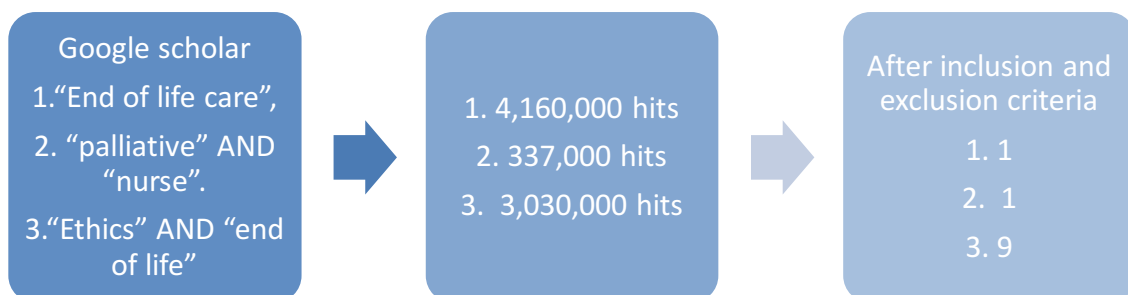 Google scholar
1.“End of life care”,
2. “palliative” AND
“nurse”.
3.“Ethics” AND “end
of life”
1. 4,160,000 hits
2. 337,000 hits
3. 3,030,000 hits
After inclusion and
exclusion criteria
1. 1
2. 1
3. 9